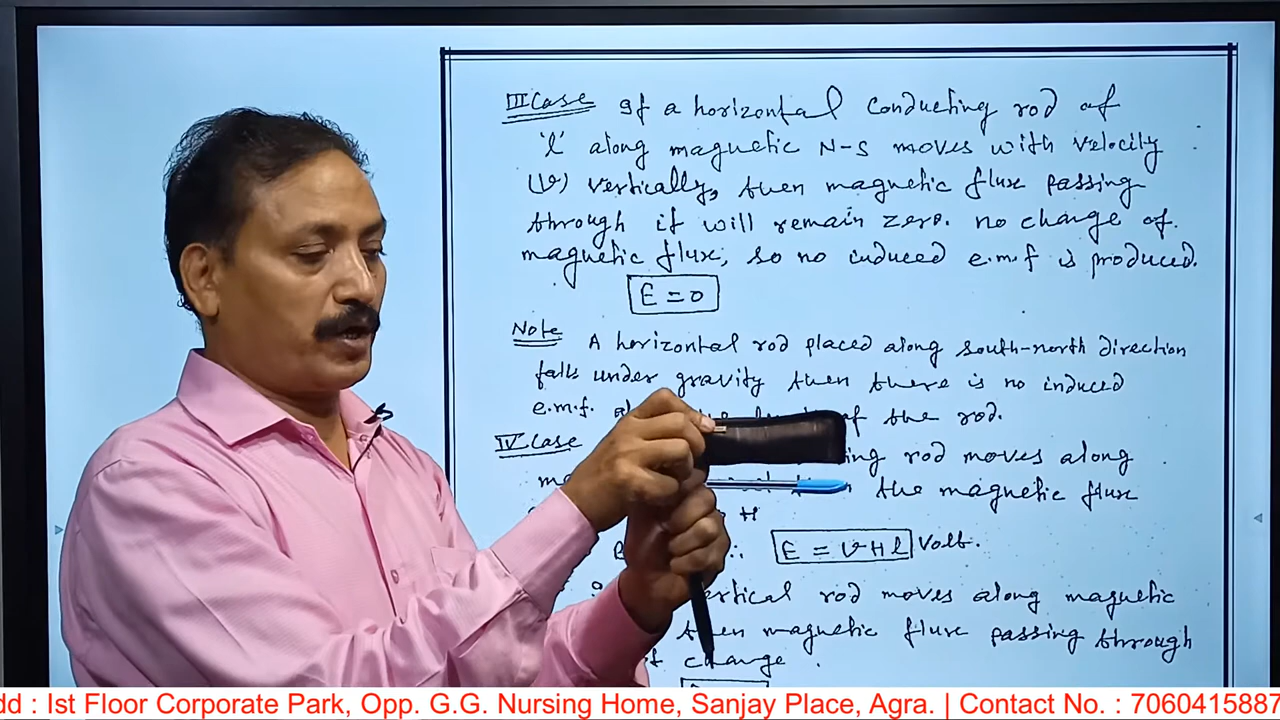 III Case If a horizontal conducting rod of
'l' along magnetic N-S moves with velocity
(V) vertically, then magnetic flux passing
through it will remain zero. no change of
magnetic flux, so no induced e.m.f is produced.
E = 0
Note A horizontal rod placed along south-north direction
falls under gravity then there is no induced
e.m.f. of the rod.
IV Case rod moves along
the magnetic flux
H
∴ E = VHl Volt.
rod moves along magnetic
then magnetic flux passing through
change
dd : Ist Floor Corporate Park, Opp. G.G. Nursing Home, Sanjay Place, Agra. | Contact No. : 7060415887